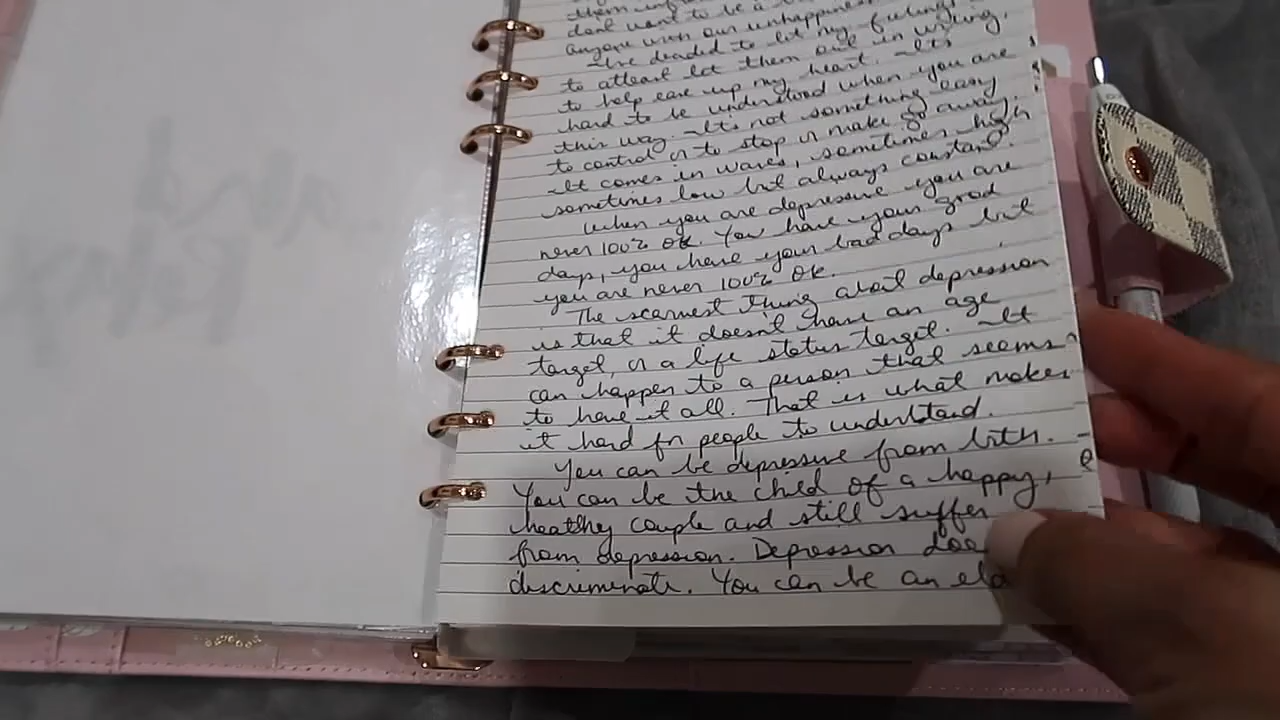 them
dont want to be a
anyone with our unhappiness
I've decided to let my feelings
to atleast let them out in writing
to help ease up my heart. Its
hard to be understood when you are
this way. It's not something easy
to control or to stop or make go away.
It comes in waves, sometimes high
sometimes low but always constant.
When you are depressive you are
never 100% ok. You have your good
days, you have your bad days but
you are never 100% ok.
The scarriest thing about depression
is that it doesn't have an age
target, or a life status target. It
can happen to a person that seems
to have it all. That is what makes
it hard for people to understand.
You can be depressive from birth.
You can be the child of a happy,
healthy couple and still suffer
from depression. Depression doe
discriminate. You can be an eld